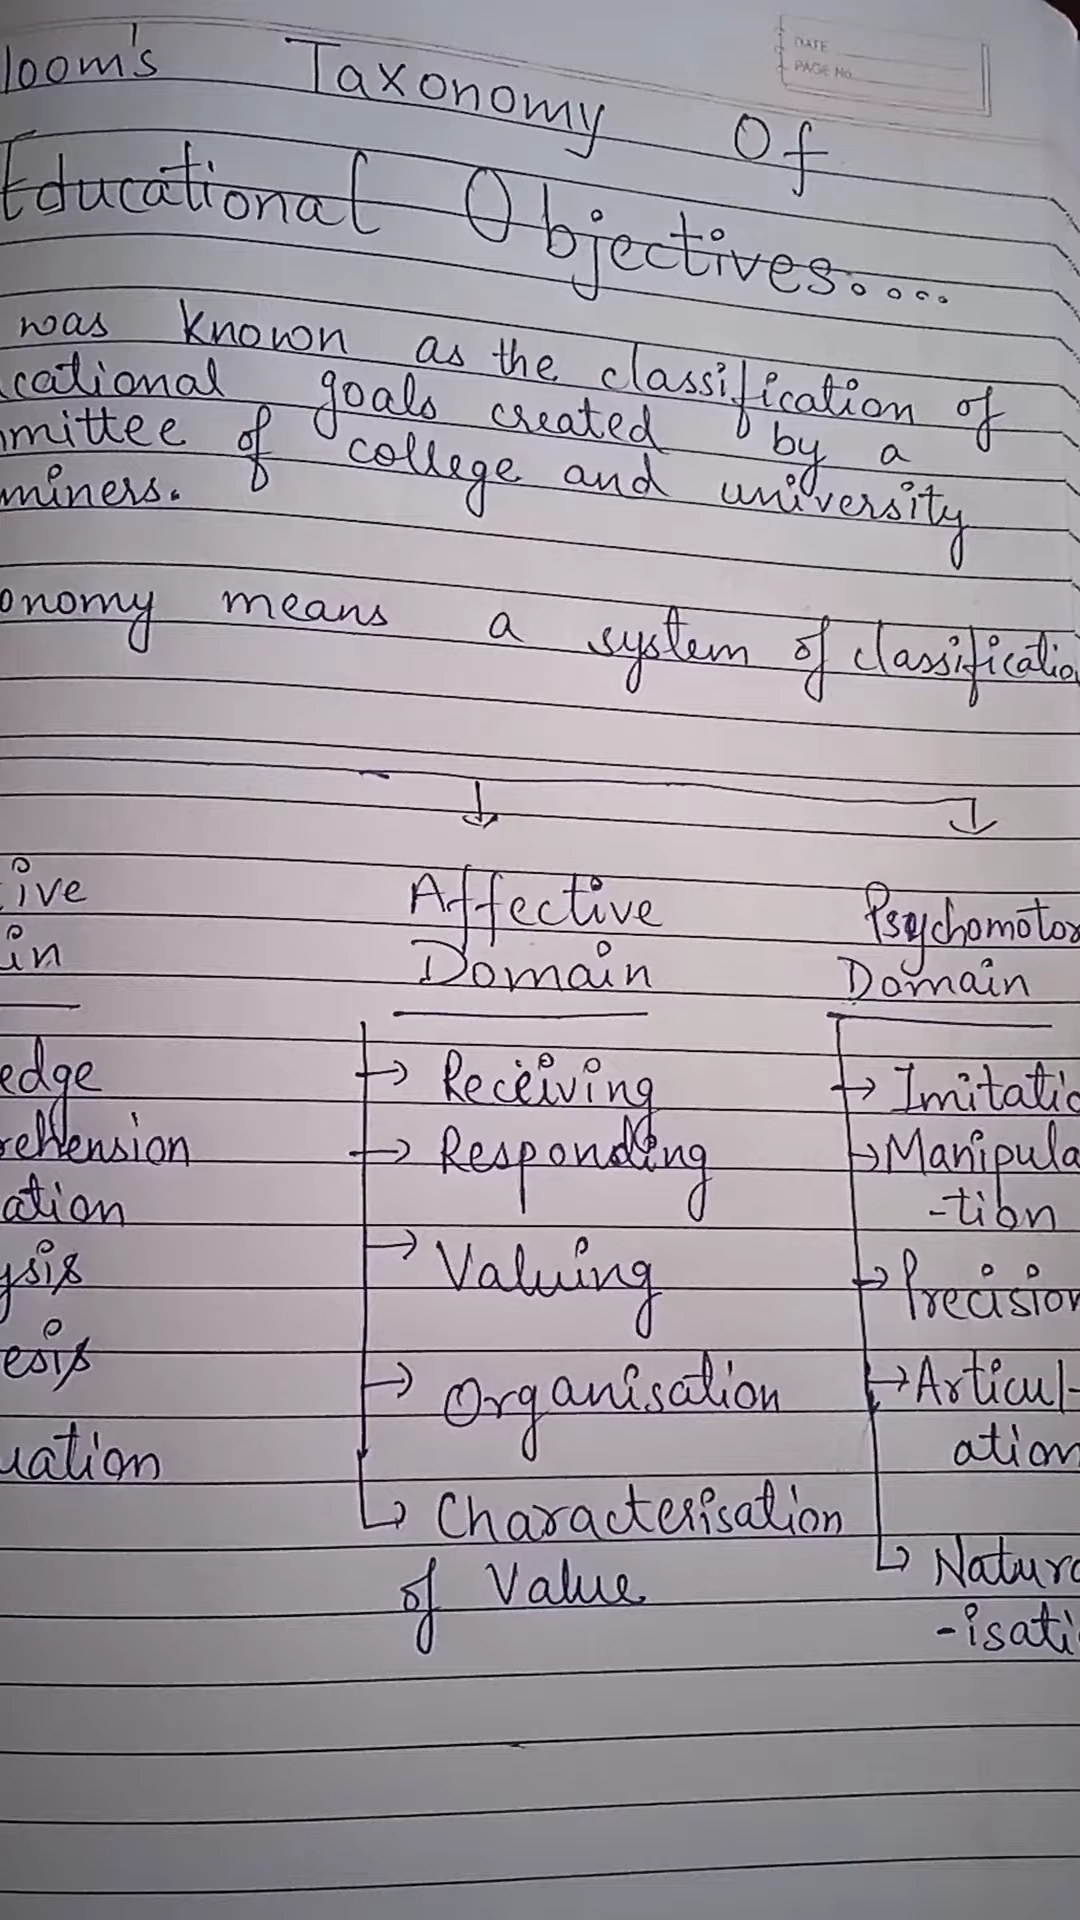 loom's Taxonomy Of
Educational Objectives....
DATE
PAGE No.
was known as the classification of
cational goals created by a
mmittee of college and university
miners.
onomy means a system of classificatio
ive
in
Affective
Domain
Psychomotor
Domain
edge
rehension
ation
ysis
esis
uation
→ Receiving
→ Responding
→ Valuing
→ Organisation
↳ Characterisation
of Value
→ Imitatio
→ Manipula
-tion
→ Precision
→ Articul-
ation
↳ Natura
-isati